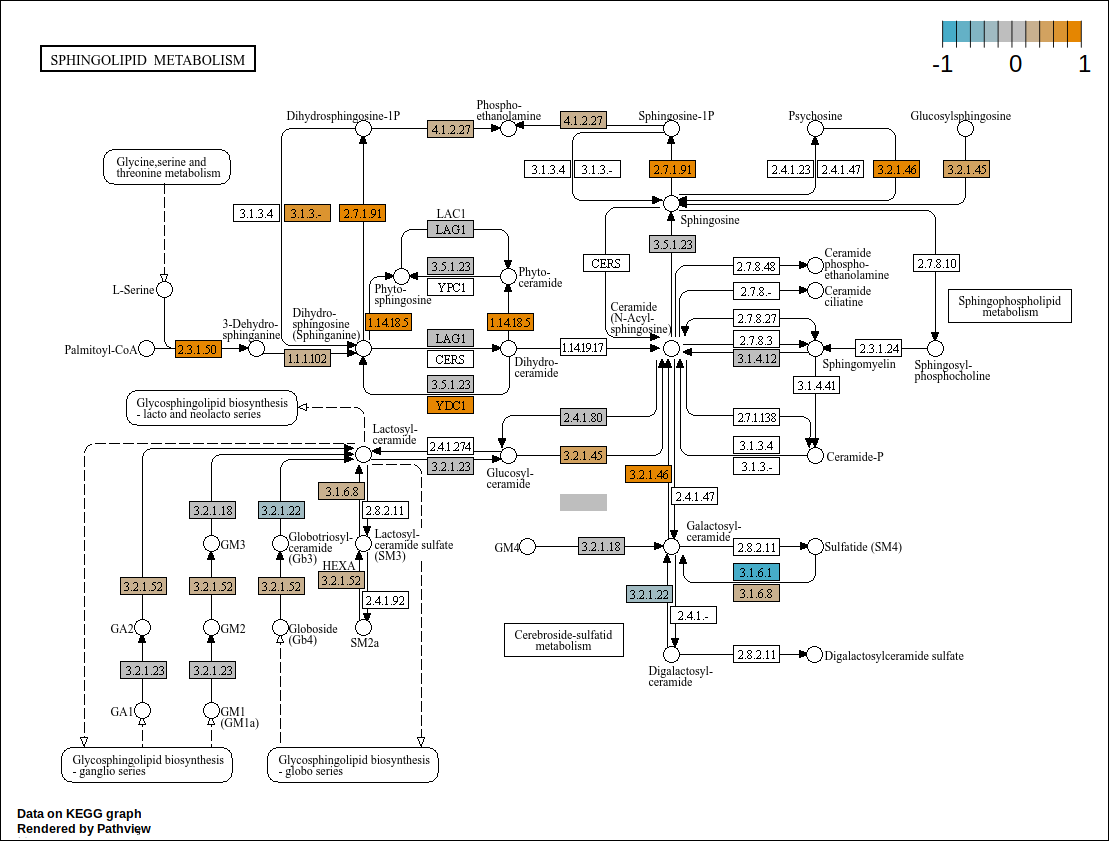 -1 0 1
SPHINGOLIPID METABOLISM
Dihydrosphingosine-1P
4.1.2.27
Phospho-
ethanolamine
4.1.2.27
Sphingosine-1P
Psychosine
Glucosylsphingosine
Glycine,serine and
threonine metabolism
3.1.3.4
3.1.3.-
2.7.1.91
2.4.1.23
2.4.1.47
3.2.1.46
3.2.1.45
3.1.3.4
3.1.3.-
2.7.1.91
LAC1
LAG1
Sphingosine
3.5.1.23
3.5.1.23
YPC1
Phyto-
sphingosine
Phyto-
ceramide
CERS
2.7.8.48
Ceramide
phospho-
ethanolamine
2.7.8.10
2.7.8.-
Ceramide
ciliatine
L-Serine
Sphingophospholipid
metabolism
3-Dehydro-
sphinganine
Dihydro-
sphingosine
(Sphinganine)
1.14.18.5
1.14.18.5
Ceramide
(N-Acyl-
sphingosine)
2.7.8.27
2.7.8.3
3.1.4.12
Palmitoyl-CoA
2.3.1.50
1.1.1.102
LAG1
CERS
Dihydro-
ceramide
1.14.19.17
Sphingomyelin
2.3.1.24
Sphingosyl-
phosphocholine
3.5.1.23
YDC1
3.1.4.41
Glycosphingolipid biosynthesis
- lacto and neolacto series
2.4.1.80
2.7.1.138
Lactosyl-
ceramide
2.4.1.274
3.2.1.23
Glucosyl-
ceramide
3.2.1.45
3.1.3.4
3.1.3.-
Ceramide-P
3.2.1.46
2.4.1.47
3.1.6.8
2.8.2.11
3.2.1.18
3.2.1.22
GM3
Globotriosyl-
ceramide
(Gb3)
Lactosyl-
ceramide sulfate
(SM3)
GM4
3.2.1.18
Galactosyl-
ceramide
2.8.2.11
Sulfatide (SM4)
3.1.6.1
3.1.6.8
HEXA
3.2.1.52
3.2.1.52
3.2.1.52
3.2.1.52
2.4.1.92
3.2.1.22
2.4.1.-
GA2
GM2
Globoside
(Gb4)
SM2a
Cerebroside-sulfatid
metabolism
2.8.2.11
Digalactosylceramide sulfate
Digalactosyl-
ceramide
3.2.1.23
3.2.1.23
GA1
GM1
(GM1a)
Glycosphingolipid biosynthesis
- ganglio series
Glycosphingolipid biosynthesis
- globo series
Data on KEGG graph
Rendered by Pathview